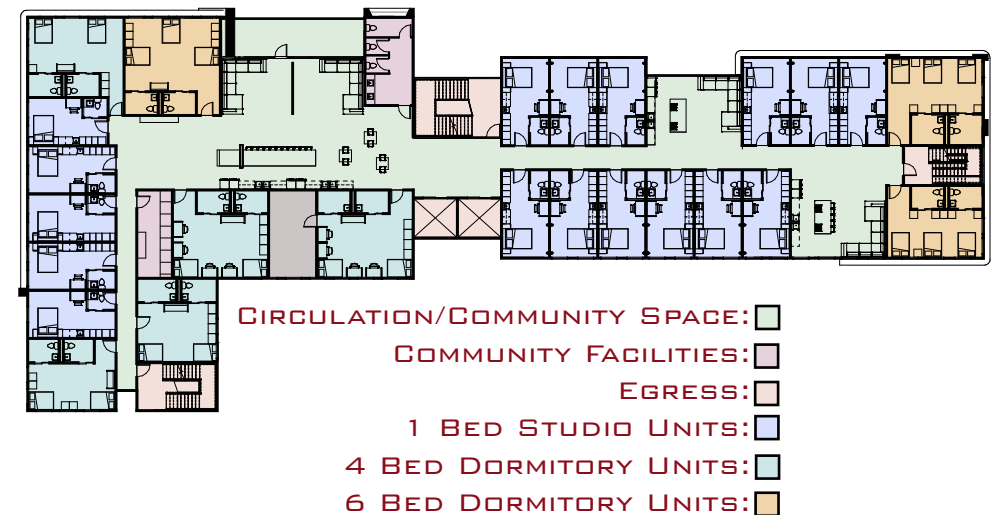 Circulation/Community Space:
Community Facilities:
Egress:
1 Bed Studio Units:
4 Bed Dormitory Units:
6 Bed Dormitory Units: